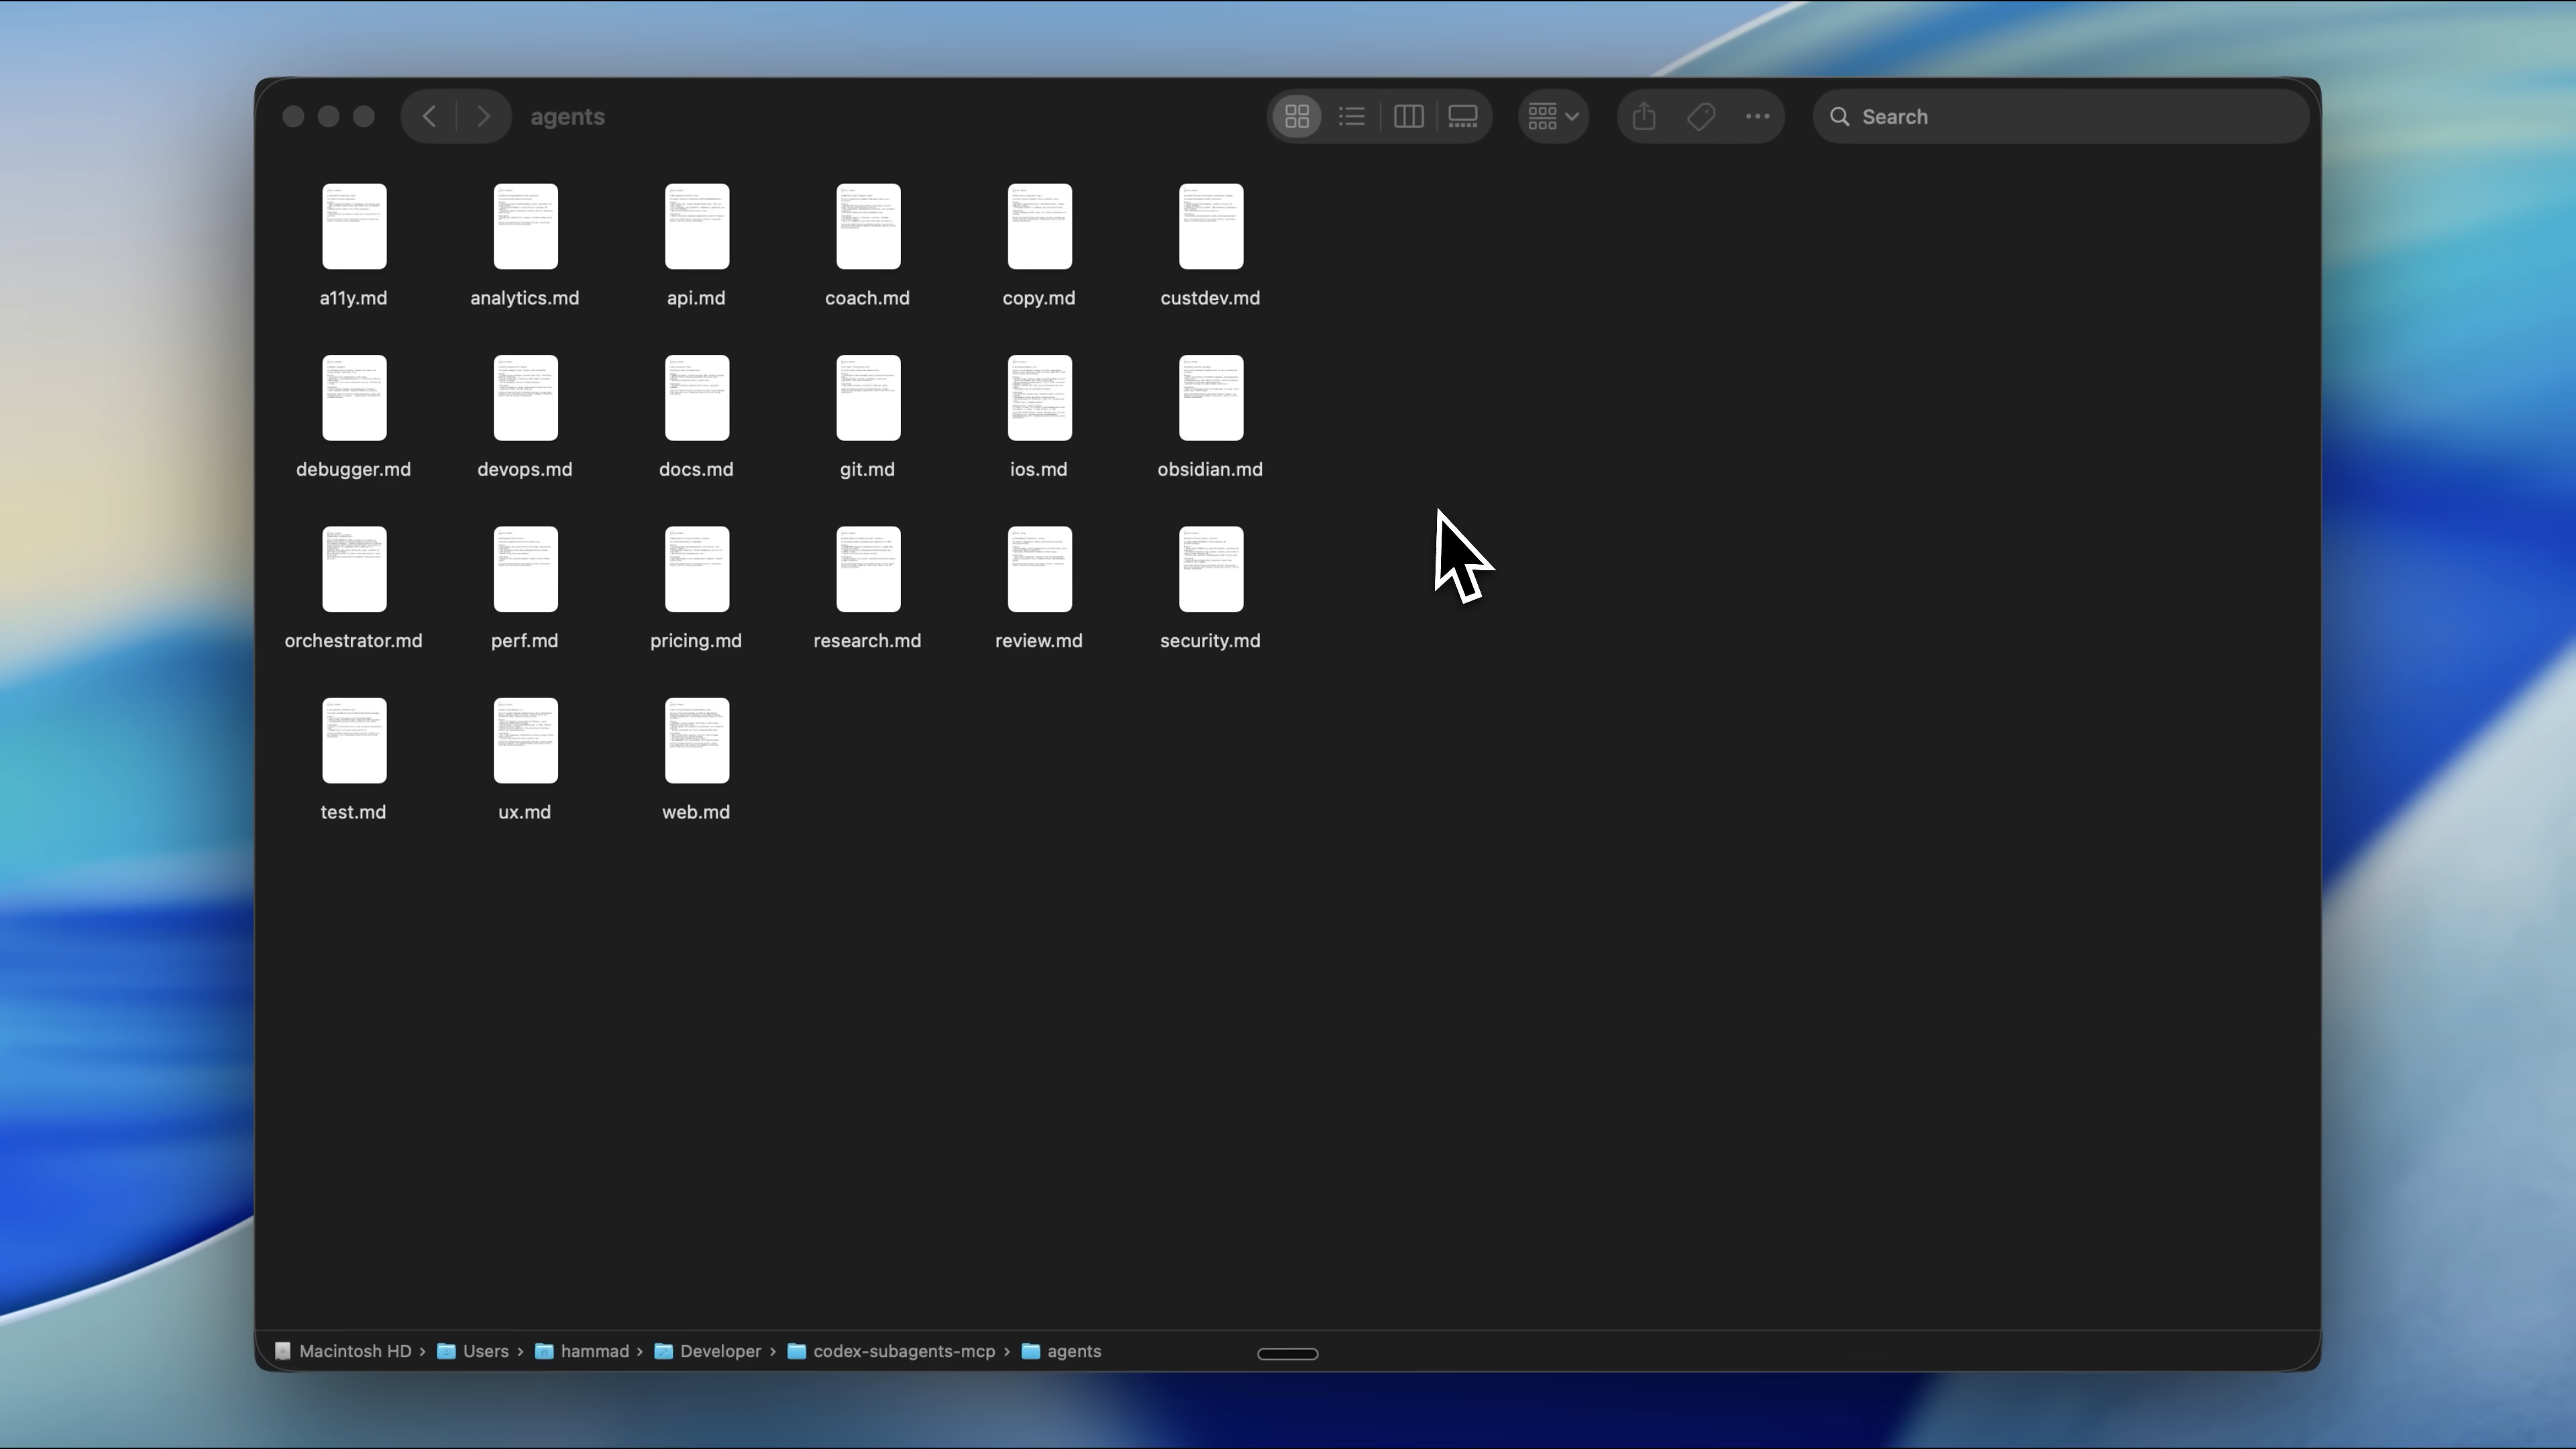 agents
Search
a11y.md analytics.md api.md coach.md copy.md custdev.md
debugger.md devops.md docs.md git.md ios.md obsidian.md
orchestrator.md perf.md pricing.md research.md review.md security.md
test.md ux.md web.md
Macintosh HD › Users › hammad › Developer › codex-subagents-mcp › agents